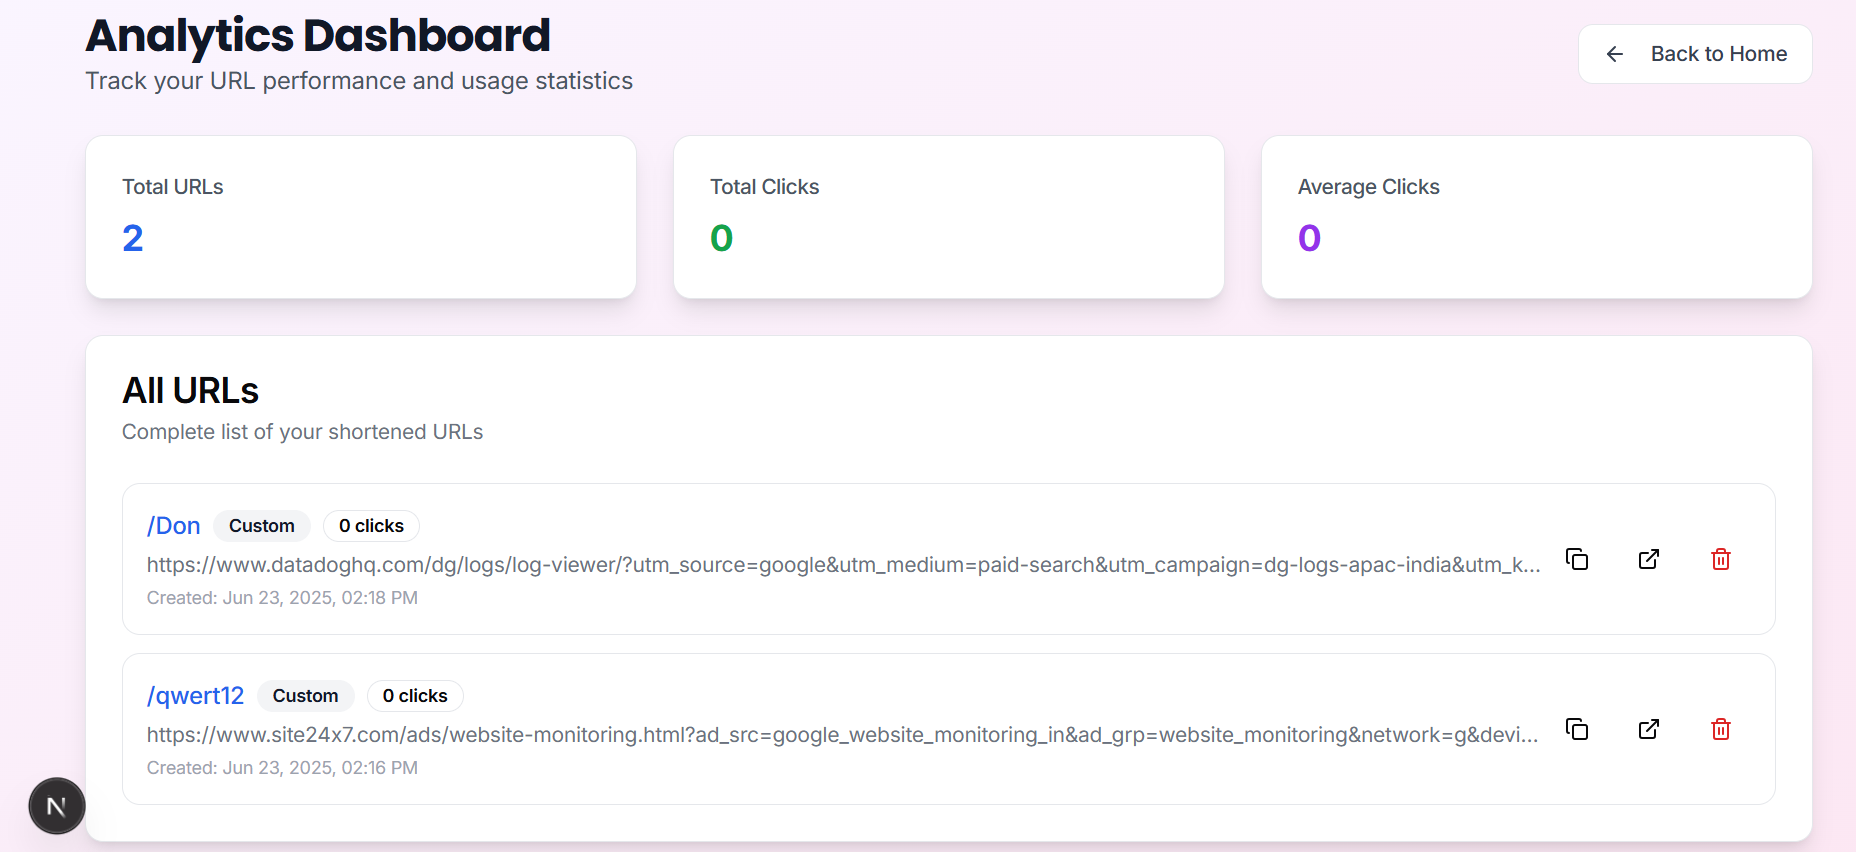 Analytics Dashboard
Track your URL performance and usage statistics
Back to Home
Total URLs
2
Total Clicks
0
Average Clicks
0
All URLs
Complete list of your shortened URLs
/Don Custom 0 clicks
https://www.datadoghq.com/dg/logs/log-viewer/?utm_source=google&utm_medium=paid-search&utm_campaign=dg-logs-apac-india&utm_k...
Created: Jun 23, 2025, 02:18 PM
/qwert12 Custom 0 clicks
https://www.site24x7.com/ads/website-monitoring.html?ad_src=google_website_monitoring_in&ad_grp=website_monitoring&network=g&devi...
Created: Jun 23, 2025, 02:16 PM
N